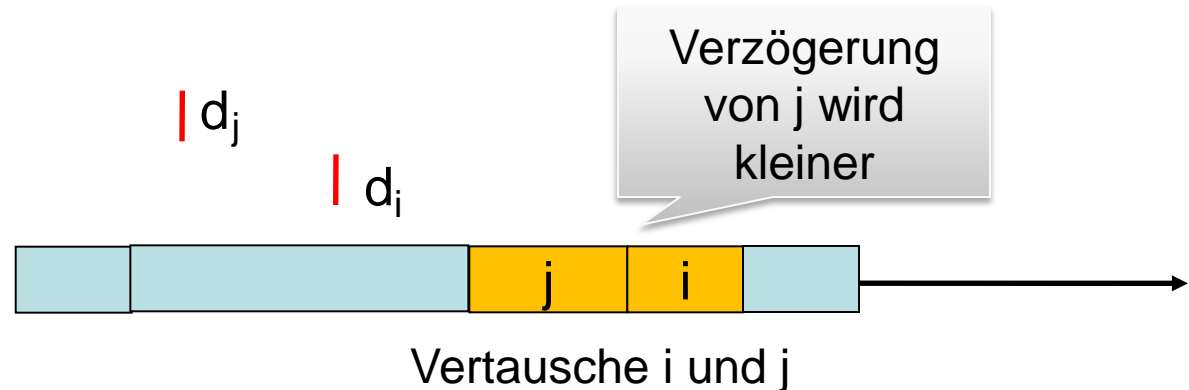 Verzögerung
von j wird
kleiner
dj
di
j i
Vertausche i und j